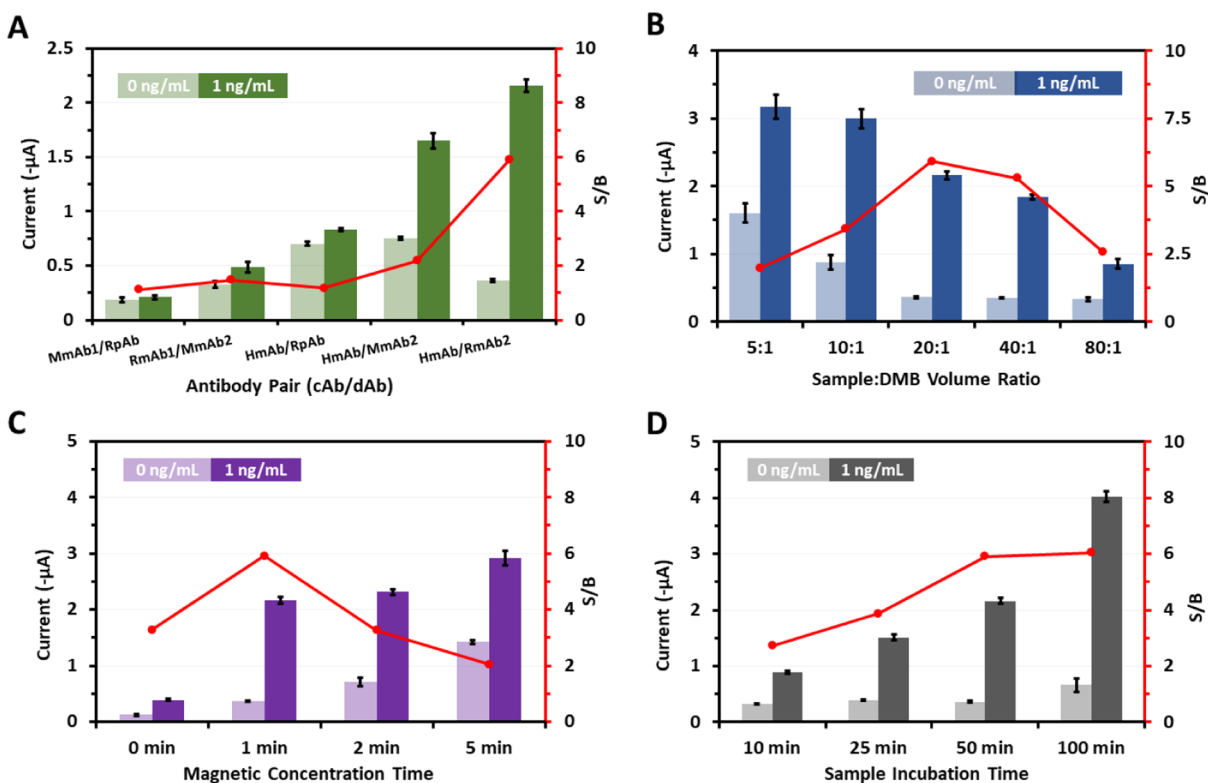 A
2.5
2
1.5
1
0.5
0
Current (-µA)
0 ng/mL 1 ng/mL
10
8
6
4
2
0
S/B
MmAb1/RpAb RmAb1/MmAb2 HmAb/RpAb HmAb/MmAb2 HmAb/RmAb2
Antibody Pair (cAb/dAb)
B
4
3
2
1
0
Current (-µA)
0 ng/mL 1 ng/mL
10
7.5
5
2.5
0
S/B
5:1 10:1 20:1 40:1 80:1
Sample:DMB Volume Ratio
C
5
4
3
2
1
0
Current (-µA)
0 ng/mL 1 ng/mL
10
8
6
4
2
0
S/B
0 min 1 min 2 min 5 min
Magnetic Concentration Time
D
5
4
3
2
1
0
Current (-µA)
0 ng/mL 1 ng/mL
10
8
6
4
2
0
S/B
10 min 25 min 50 min 100 min
Sample Incubation Time